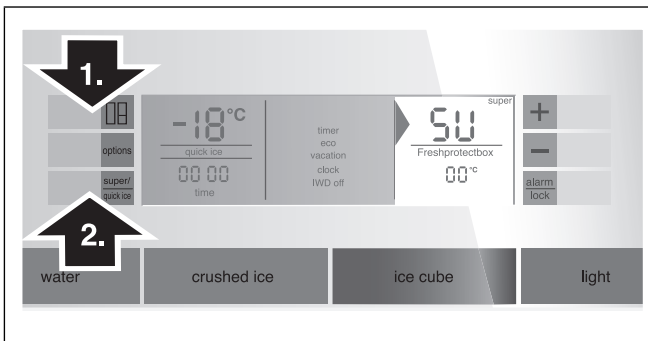 1.
options
super/
quick ice
2.
-18°C
quick ice
00 00
time
timer
eco
vacation
clock
IWD off
super
SU
Freshprotectbox
00°C
+
−
alarm
lock
water
crushed ice
ice cube
light